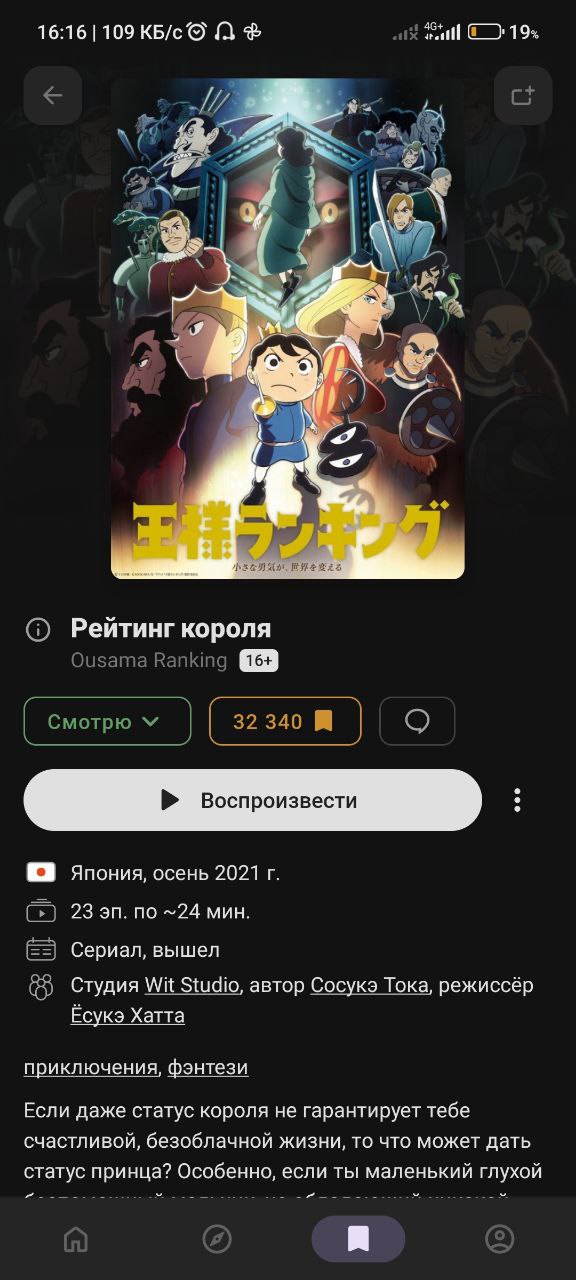 16:16 | 109 КБ/с
4G+
19%
王様ランキング
小さな勇気が、世界を変える
Рейтинг короля
Ousama Ranking 16+
Смотрю
32 340
Воспроизвести
Япония, осень 2021 г.
23 эп. по ~24 мин.
Сериал, вышел
Студия Wit Studio, автор Сосукэ Тока, режиссёр
Ёсукэ Хатта
приключения, фэнтези
Если даже статус короля не гарантирует тебе
счастливой, безоблачной жизни, то что может дать
статус принца? Особенно, если ты маленький глухой